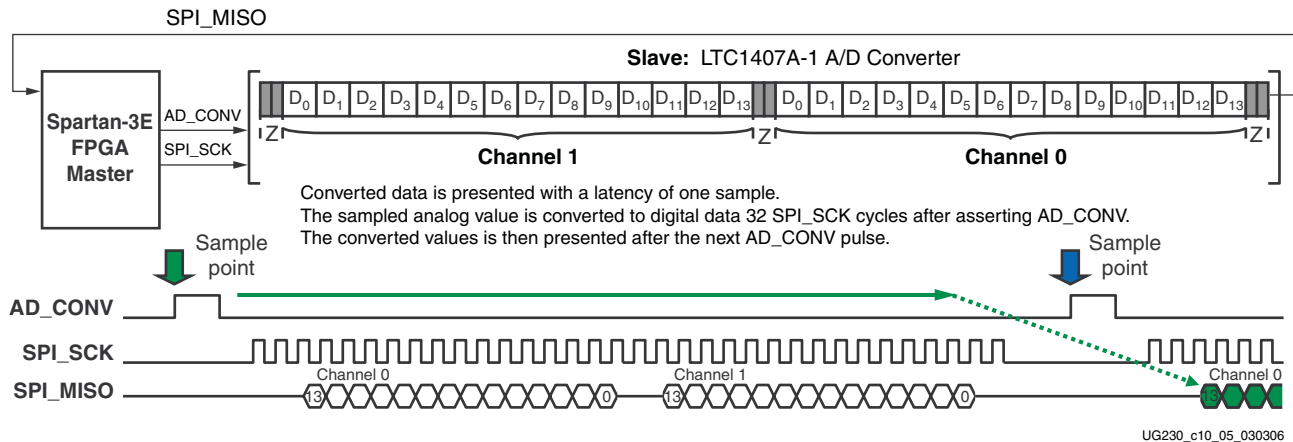 SPI_MISO
Slave: LTC1407A-1 A/D Converter
Spartan-3E
FPGA
Master
AD_CONV
SPI_SCK
D0 D1 D2 D3 D4 D5 D6 D7 D8 D9 D10 D11 D12 D13 D0 D1 D2 D3 D4 D5 D6 D7 D8 D9 D10 D11 D12 D13
Z Z Z
Channel 1 Channel 0
Converted data is presented with a latency of one sample.
The sampled analog value is converted to digital data 32 SPI_SCK cycles after asserting AD_CONV.
The converted values is then presented after the next AD_CONV pulse.
Sample
point
Sample
point
AD_CONV
SPI_SCK
Channel 0 Channel 1 Channel 0
SPI_MISO 13 0 13 0 13
UG230_c10_05_030306